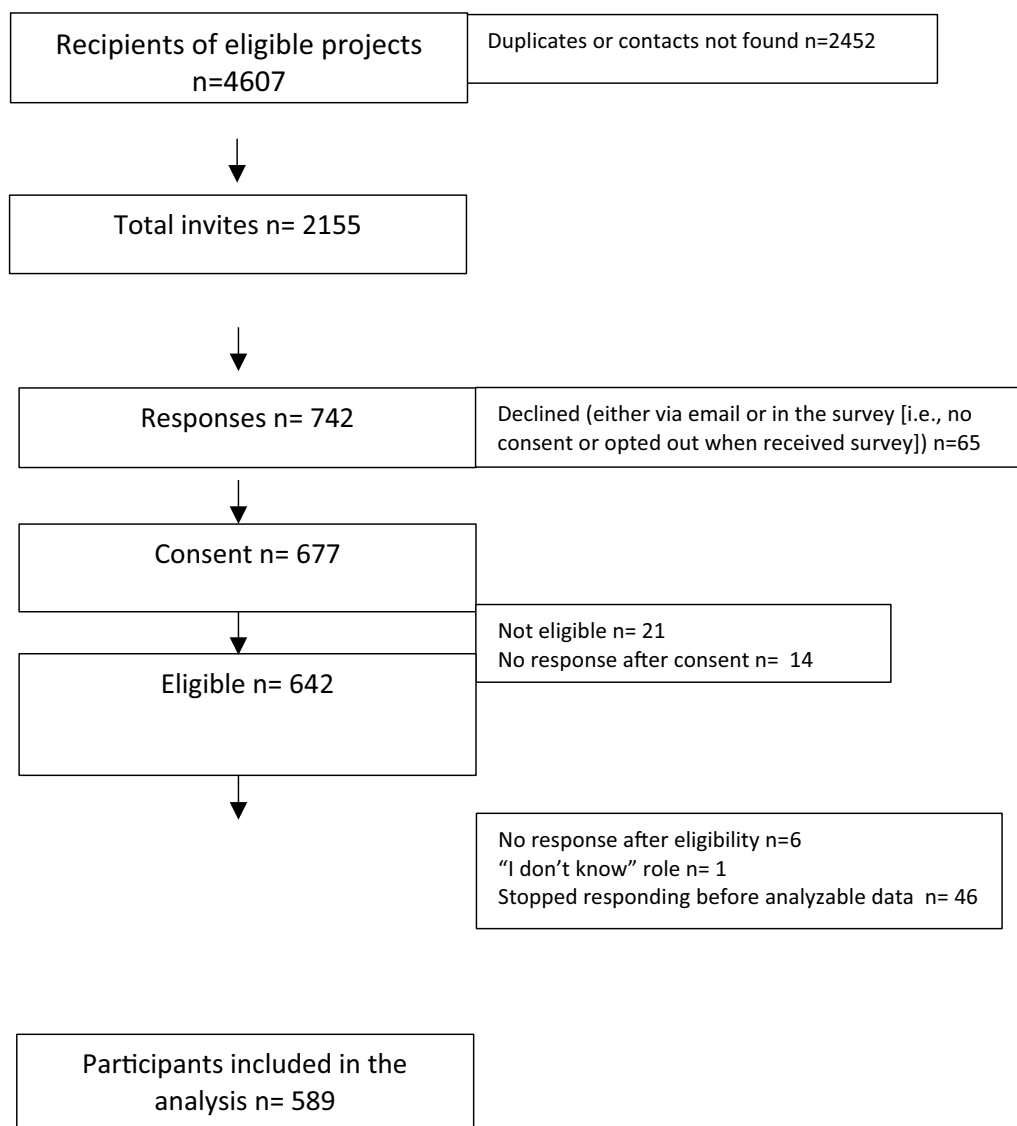 Recipients of eligible projects
n=4607
Duplicates or contacts not found n=2452
Total invites n= 2155
Responses n= 742
Declined (either via email or in the survey [i.e., no
consent or opted out when received survey]) n=65
Consent n= 677
Not eligible n= 21
No response after consent n=  14
Eligible n= 642
No response after eligibility n=6
“I don’t know” role n= 1
Stopped responding before analyzable data  n= 46
Participants included in the
analysis n= 589